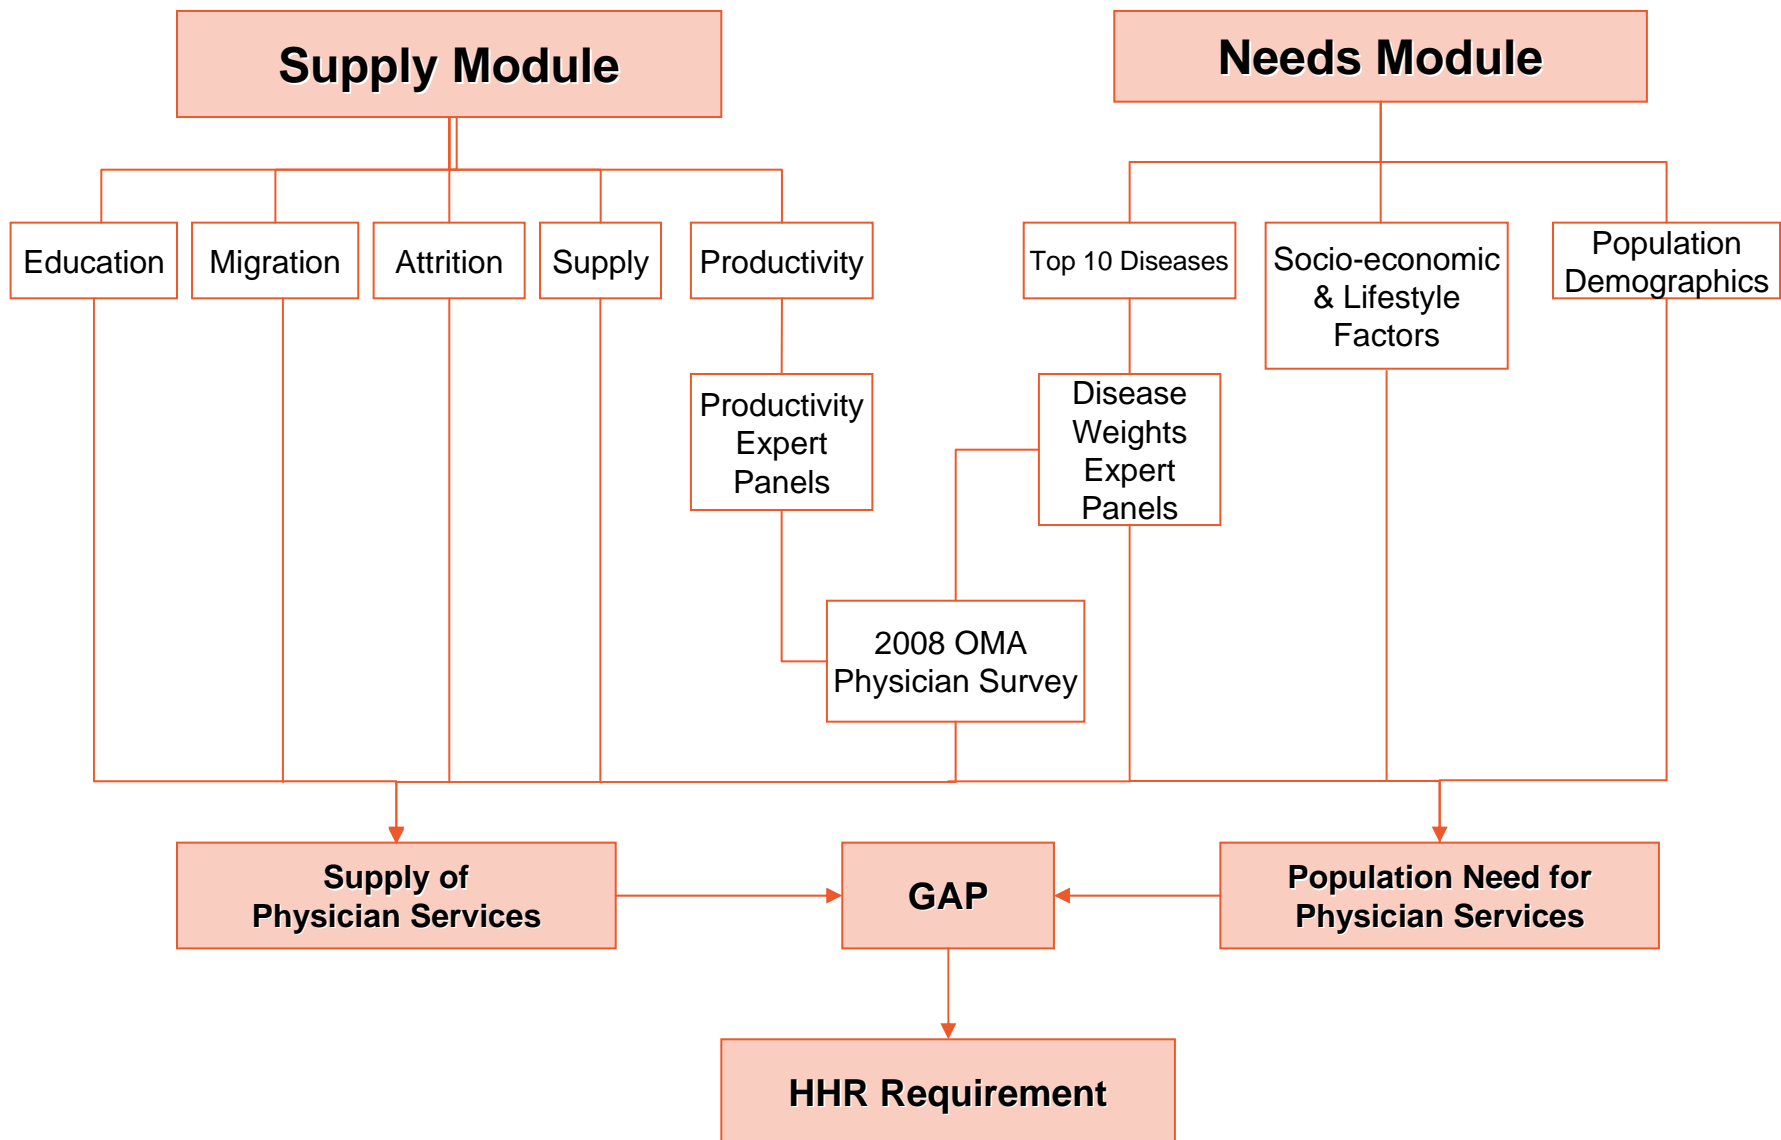 Supply Module
Needs Module
Education
Migration
Attrition
Supply
Productivity
Top 10 Diseases
Socio-economic
& Lifestyle
Factors
Population
Demographics
Productivity
Expert
Panels
Disease
Weights
Expert
Panels
2008 OMA
Physician Survey
Supply of
Physician Services
GAP
Population Need for
Physician Services
HHR Requirement